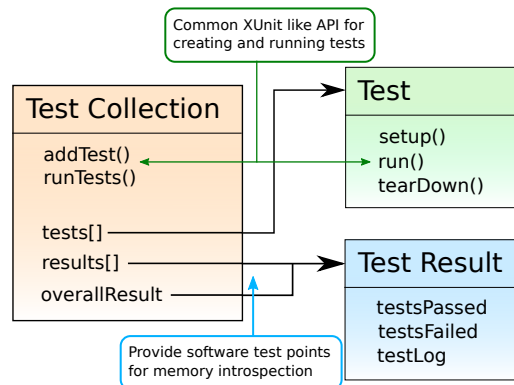 Common XUnit like API for
creating and running tests
Test Collection
addTest()
runTests()
tests[]
results[]
overallResult
Test
setup()
run()
tearDown()
Test Result
testsPassed
testsFailed
testLog
Provide software test points
for memory introspection